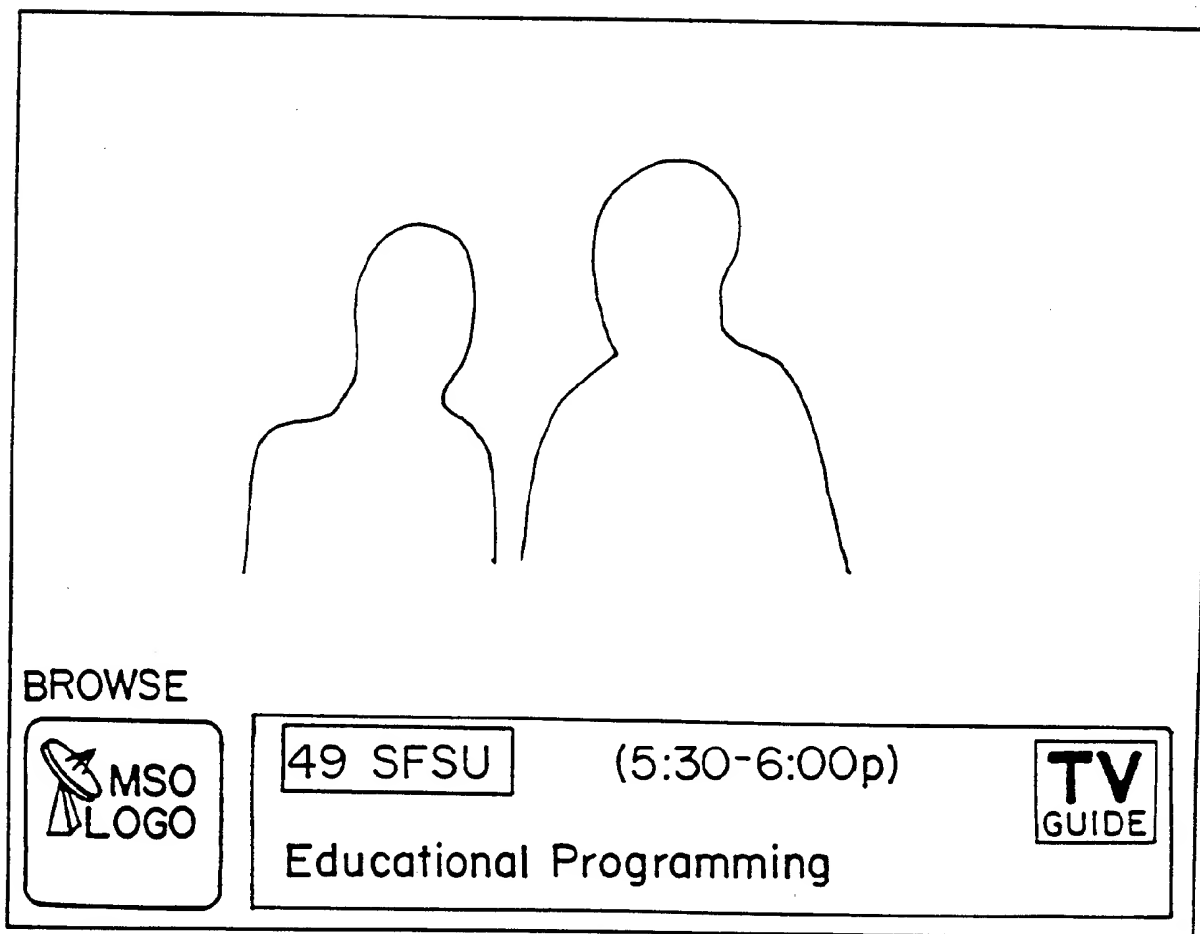 BROWSE
MSO
LOGO
49 SFSU (5:30-6:00p)
Educational Programming
TV
GUIDE